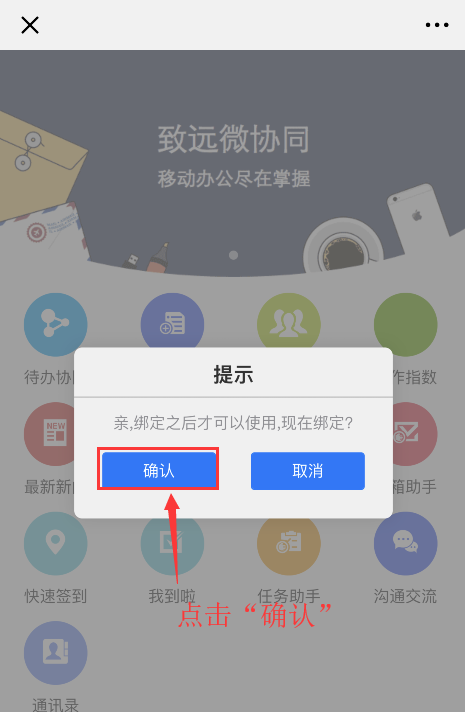 致远微协同
移动办公尽在掌握
提示
亲,绑定之后才可以使用,现在绑定?
确认
取消
待办协
作指数
NEW
最新新
箱助手
快速签到
我到啦
任务助手
沟通交流
点击“确认”
通讯录